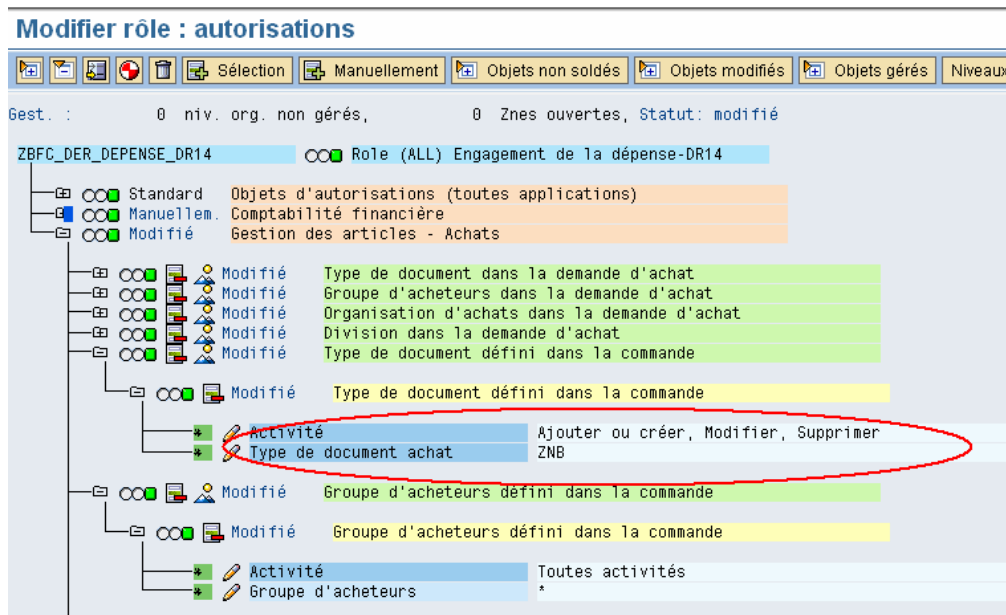 Modifier rôle : autorisations
Sélection Manuellement Objets non soldés Objets modifiés Objets gérés Niveaux
Gest. : 0 niv. org. non gérés, 0 Znes ouvertes, Statut: modifié
ZBFC_DER_DEPENSE_DR14 Role (ALL) Engagement de la dépense-DR14
Standard Objets d'autorisations (toutes applications)
Manuellem. Comptabilité financière
Modifié Gestion des articles - Achats
Modifié Type de document dans la demande d'achat
Modifié Groupe d'acheteurs dans la demande d'achat
Modifié Organisation d'achats dans la demande d'achat
Modifié Division dans la demande d'achat
Modifié Type de document défini dans la commande
Modifié Type de document défini dans la commande
Activité Ajouter ou créer, Modifier, Supprimer
Type de document achat ZNB
Modifié Groupe d'acheteurs défini dans la commande
Modifié Groupe d'acheteurs défini dans la commande
Activité Toutes activités
Groupe d'acheteurs *